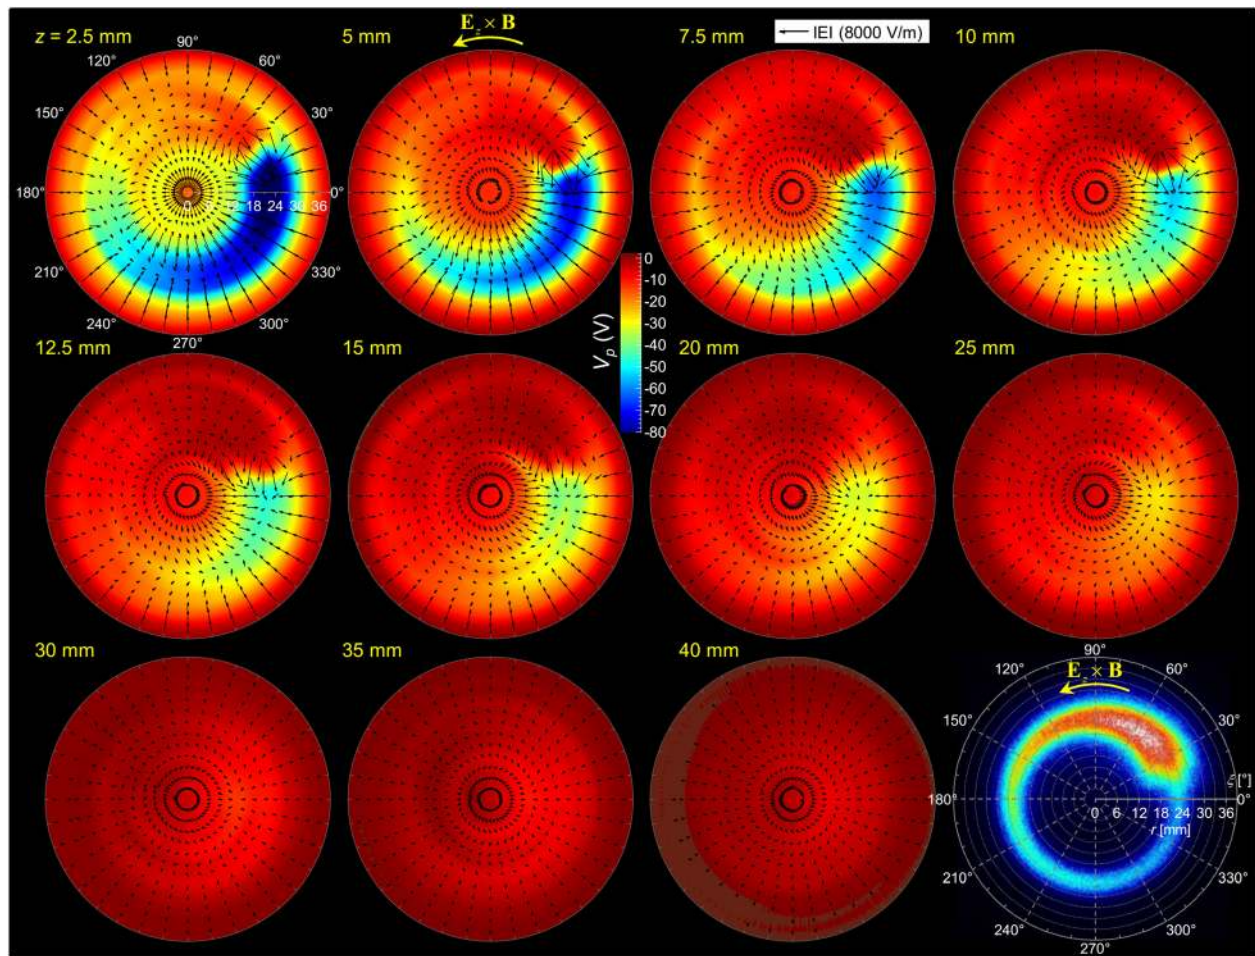 z = 2.5 mm
5 mm
E_z × B
7.5 mm
IEI (8000 V/m)
10 mm
90°
120°
60°
150°
30°
180°
0°
0 6 12 18 24 30 36
210°
330°
240°
300°
270°
V_p (V)
0
-10
-20
-30
-40
-50
-60
-70
-80
12.5 mm
15 mm
20 mm
25 mm
30 mm
35 mm
40 mm
E_z × B
90°
120°
60°
150°
30°
ξ [°]
180°
0°
0 6 12 18 24 30 36
r [mm]
210°
330°
240°
300°
270°